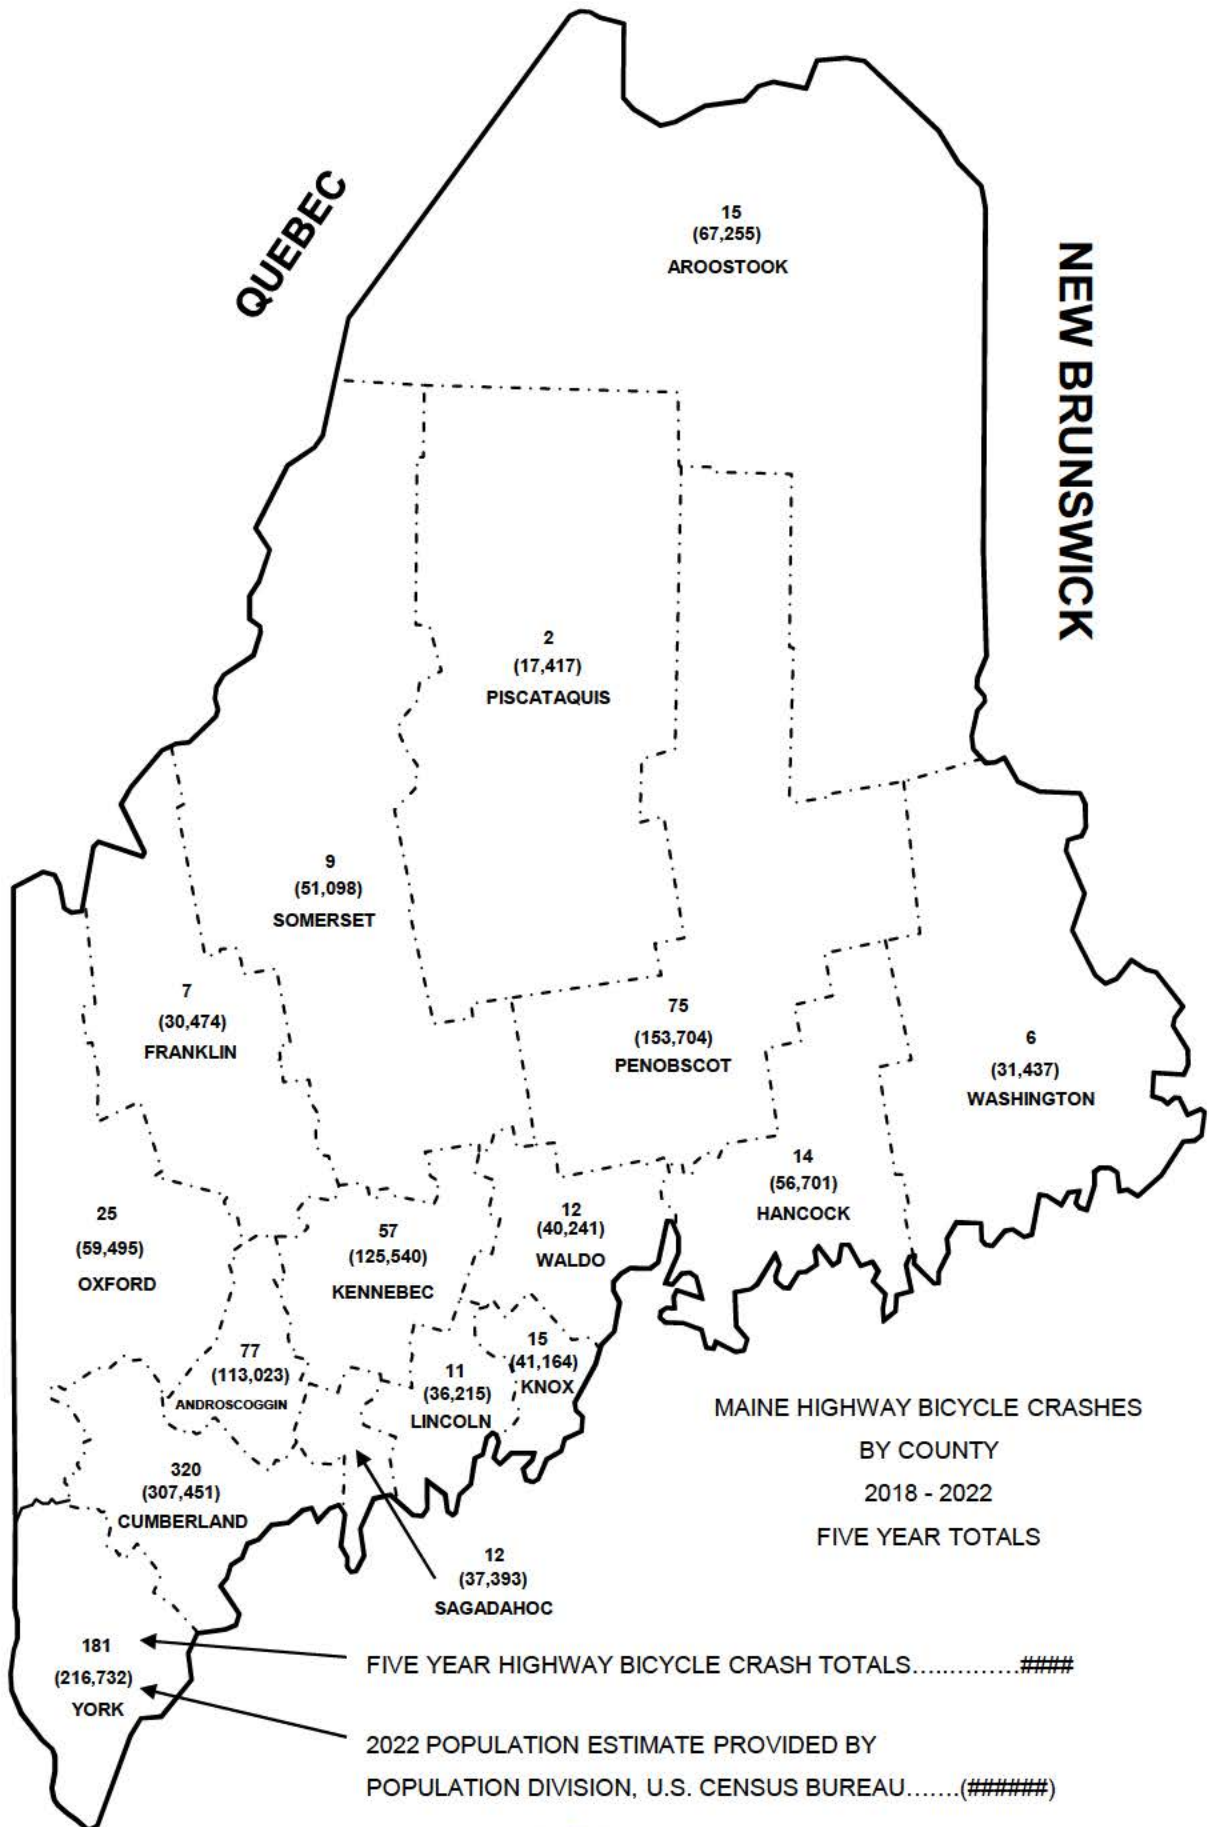 QUEBEC
NEW BRUNSWICK
15
(67,255)
AROOSTOOK
2
(17,417)
PISCATAQUIS
9
(51,098)
SOMERSET
7
(30,474)
FRANKLIN
75
(153,704)
PENOBSCOT
6
(31,437)
WASHINGTON
14
(56,701)
HANCOCK
12
(40,241)
WALDO
25
(59,495)
OXFORD
57
(125,540)
KENNEBEC
77
(113,023)
ANDROSCOGGIN
11
(36,215)
LINCOLN
15
(41,164)
KNOX
320
(307,451)
CUMBERLAND
12
(37,393)
SAGADAHOC
181
(216,732)
YORK
MAINE HIGHWAY BICYCLE CRASHES
BY COUNTY
2018 - 2022
FIVE YEAR TOTALS
FIVE YEAR HIGHWAY BICYCLE CRASH TOTALS..............####
2022 POPULATION ESTIMATE PROVIDED BY
POPULATION DIVISION, U.S. CENSUS BUREAU.......(######)